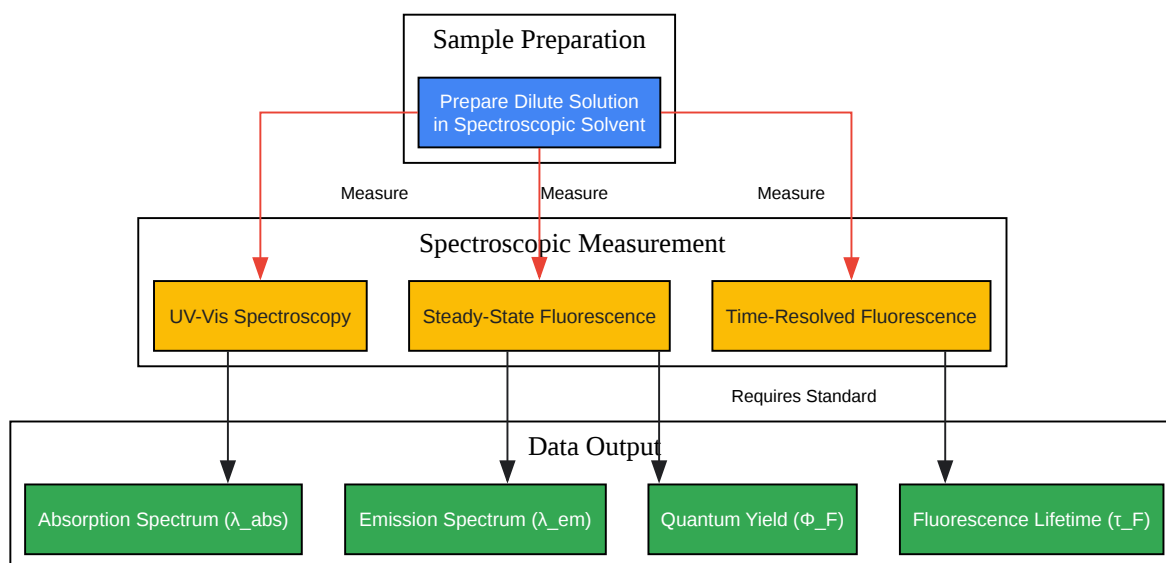 Sample Preparation
Prepare Dilute Solution
in Spectroscopic Solvent
Measure
Measure
Measure
Spectroscopic Measurement
UV-Vis Spectroscopy
Steady-State Fluorescence
Time-Resolved Fluorescence
Requires Standard
Data Output
Absorption Spectrum (λ_abs)
Emission Spectrum (λ_em)
Quantum Yield (Φ_F)
Fluorescence Lifetime (τ_F)